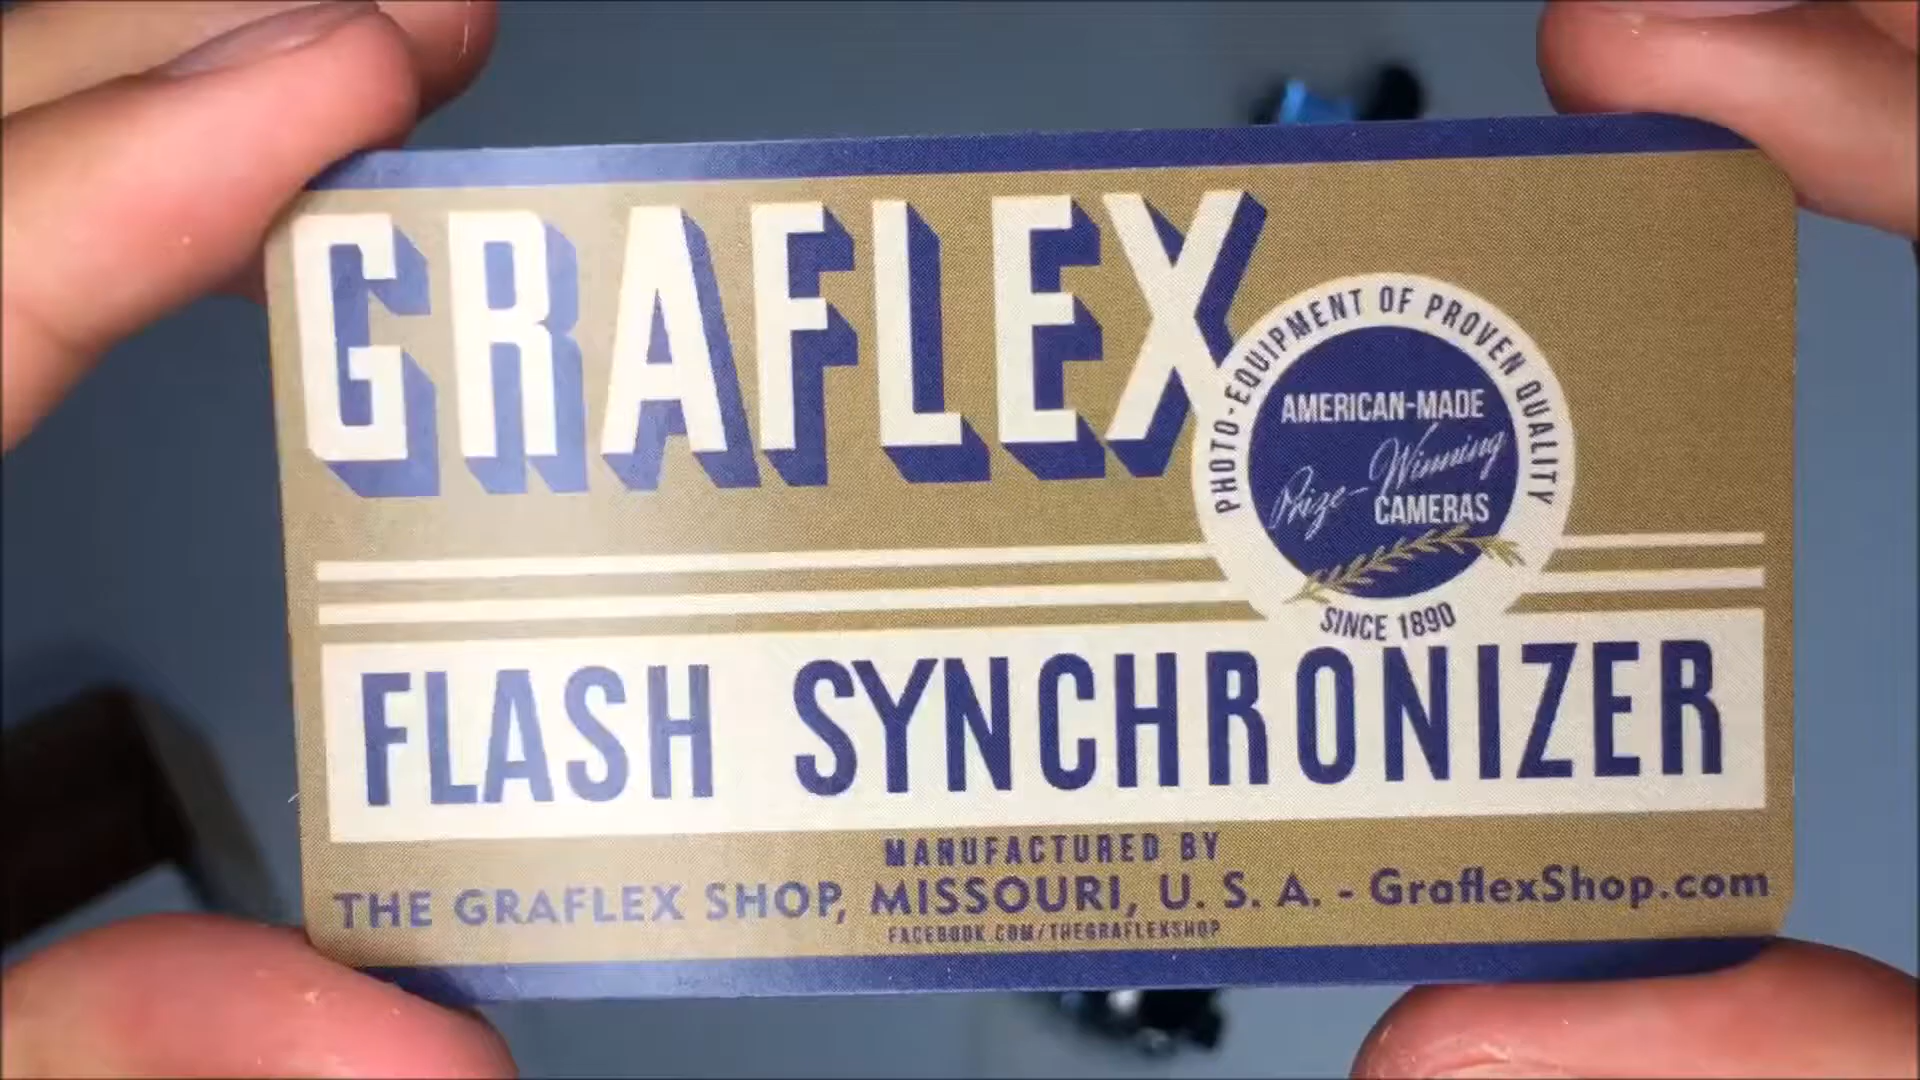 GRAFLEX
PHOTO-EQUIPMENT OF PROVEN QUALITY
AMERICAN-MADE
Prize-Winning
CAMERAS
SINCE 1890
FLASH SYNCHRONIZER
MANUFACTURED BY
THE GRAFLEX SHOP, MISSOURI, U. S. A. - GraflexShop.com
FACEBOOK.COM/THEGRAFLEXSHOP